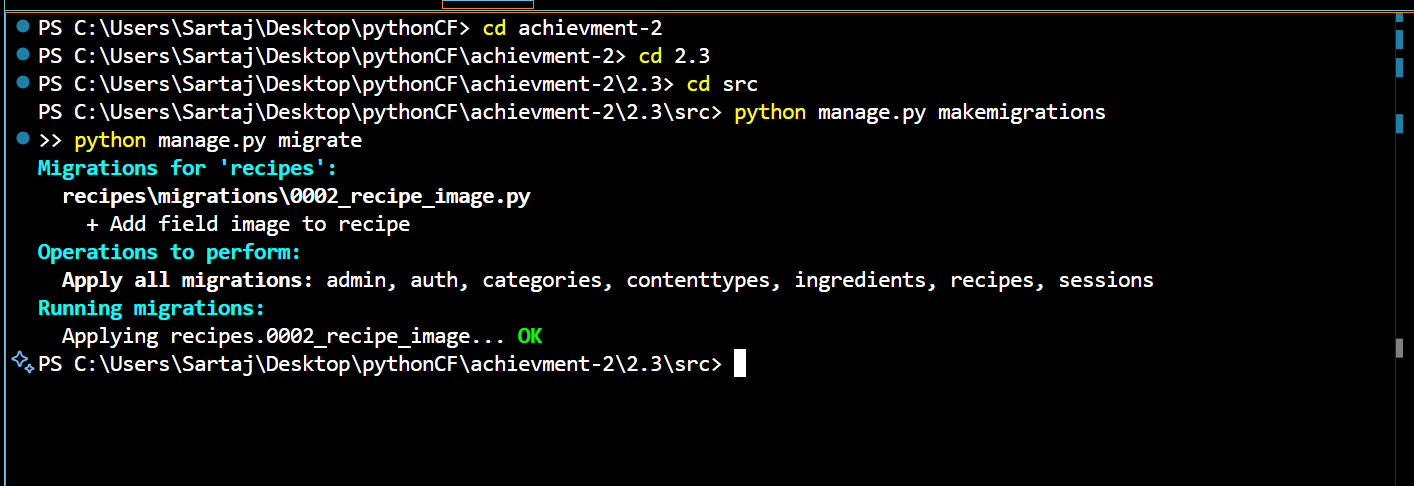 PS C:\Users\Sartaj\Desktop\pythonCF> cd achievment-2
PS C:\Users\Sartaj\Desktop\pythonCF\achievment-2> cd 2.3
PS C:\Users\Sartaj\Desktop\pythonCF\achievment-2\2.3> cd src
PS C:\Users\Sartaj\Desktop\pythonCF\achievment-2\2.3\src> python manage.py makemigrations
>> python manage.py migrate
Migrations for 'recipes':
  recipes\migrations\0002_recipe_image.py
    + Add field image to recipe
Operations to perform:
  Apply all migrations: admin, auth, categories, contenttypes, ingredients, recipes, sessions
Running migrations:
  Applying recipes.0002_recipe_image... OK
PS C:\Users\Sartaj\Desktop\pythonCF\achievment-2\2.3\src>